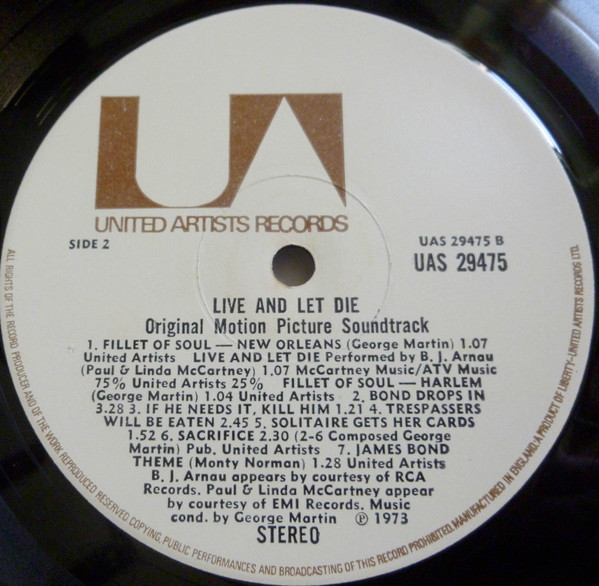 UA
UNITED ARTISTS RECORDS
SIDE 2
UAS 29475 B
UAS 29475
LIVE AND LET DIE
Original Motion Picture Soundtrack
1. FILLET OF SOUL — NEW ORLEANS (George Martin) 1.07
United Artists LIVE AND LET DIE Performed by B. J. Arnau
(Paul & Linda McCartney) 1.07 McCartney Music/ATV Music
75% United Artists 25% FILLET OF SOUL — HARLEM
(George Martin) 1.04 United Artists 2. BOND DROPS IN
3.28 3. IF HE NEEDS IT, KILL HIM 1.21 4. TRESPASSERS
WILL BE EATEN 2.45 5. SOLITAIRE GETS HER CARDS
1.52 6. SACRIFICE 2.30 (2-6 Composed George
Martin) Pub. United Artists 7. JAMES BOND
THEME (Monty Norman) 1.28 United Artists
B. J. Arnau appears by courtesy of RCA
Records. Paul & Linda McCartney appear
by courtesy of EMI Records. Music
cond. by George Martin ℗ 1973
STEREO
ALL RIGHTS OF THE RECORD PRODUCER AND OF THE WORK REPRODUCED RESERVED COPYING, PUBLIC PERFORMANCES AND BROADCASTING OF THIS RECORD PROHIBITED. MANUFACTURED IN ENGLAND. A PRODUCT OF LIBERTY-UNITED ARTISTS RECORDS LTD.